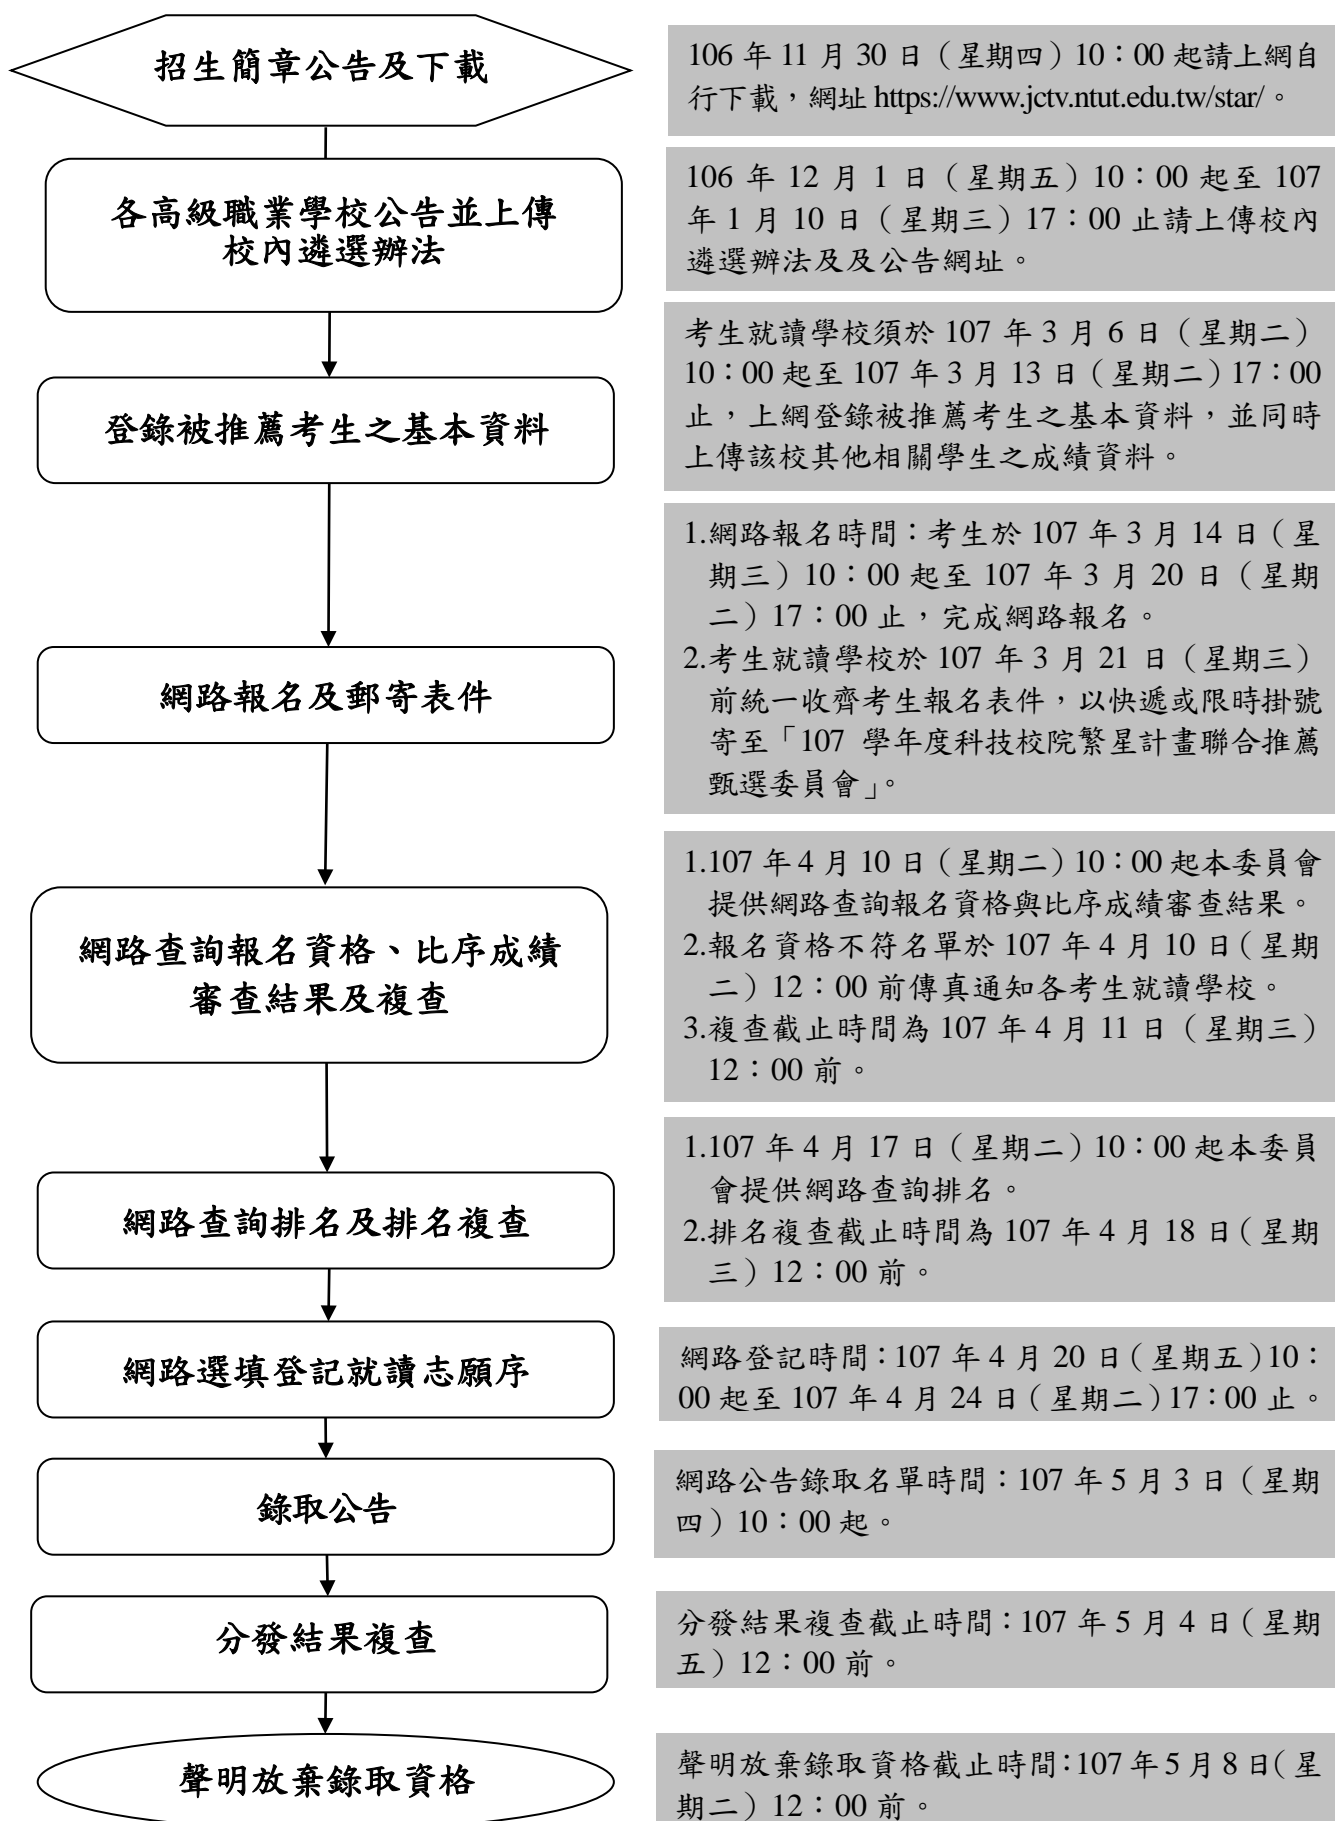 招生簡章公告及下載
106 年 11 月 30 日（星期四）10：00 起請上網自
行下載，網址 https://www.jctv.ntut.edu.tw/star/。
各高級職業學校公告並上傳
校內遴選辦法
106 年 12 月 1 日（星期五）10：00 起至 107
年 1 月 10 日（星期三）17：00 止請上傳校內
遴選辦法及及公告網址。
登錄被推薦考生之基本資料
考生就讀學校須於 107 年 3 月 6 日（星期二）
10：00 起至 107 年 3 月 13 日（星期二）17：00
止，上網登錄被推薦考生之基本資料，並同時
上傳該校其他相關學生之成績資料。
網路報名及郵寄表件
1.網路報名時間：考生於 107 年 3 月 14 日（星
期三）10：00 起至 107 年 3 月 20 日（星期
二）17：00 止，完成網路報名。
2.考生就讀學校於 107 年 3 月 21 日（星期三）
前統一收齊考生報名表件，以快遞或限時掛號
寄至「107 學年度科技校院繁星計畫聯合推薦
甄選委員會」。
網路查詢報名資格、比序成績
審查結果及複查
1.107 年 4 月 10 日（星期二）10：00 起本委員會
提供網路查詢報名資格與比序成績審查結果。
2.報名資格不符名單於 107 年 4 月 10 日（星期
二）12：00 前傳真通知各考生就讀學校。
3.複查截止時間為 107 年 4 月 11 日（星期三）
12：00 前。
網路查詢排名及排名複查
1.107 年 4 月 17 日（星期二）10：00 起本委員
會提供網路查詢排名。
2.排名複查截止時間為 107 年 4 月 18 日（星期
三）12：00 前。
網路選填登記就讀志願序
網路登記時間：107 年 4 月 20 日（星期五）10：
00 起至 107 年 4 月 24 日（星期二）17：00 止。
錄取公告
網路公告錄取名單時間：107 年 5 月 3 日（星期
四）10：00 起。
分發結果複查
分發結果複查截止時間：107 年 5 月 4 日（星期
五）12：00 前。
聲明放棄錄取資格
聲明放棄錄取資格截止時間：107 年 5 月 8 日（星
期二）12：00 前。